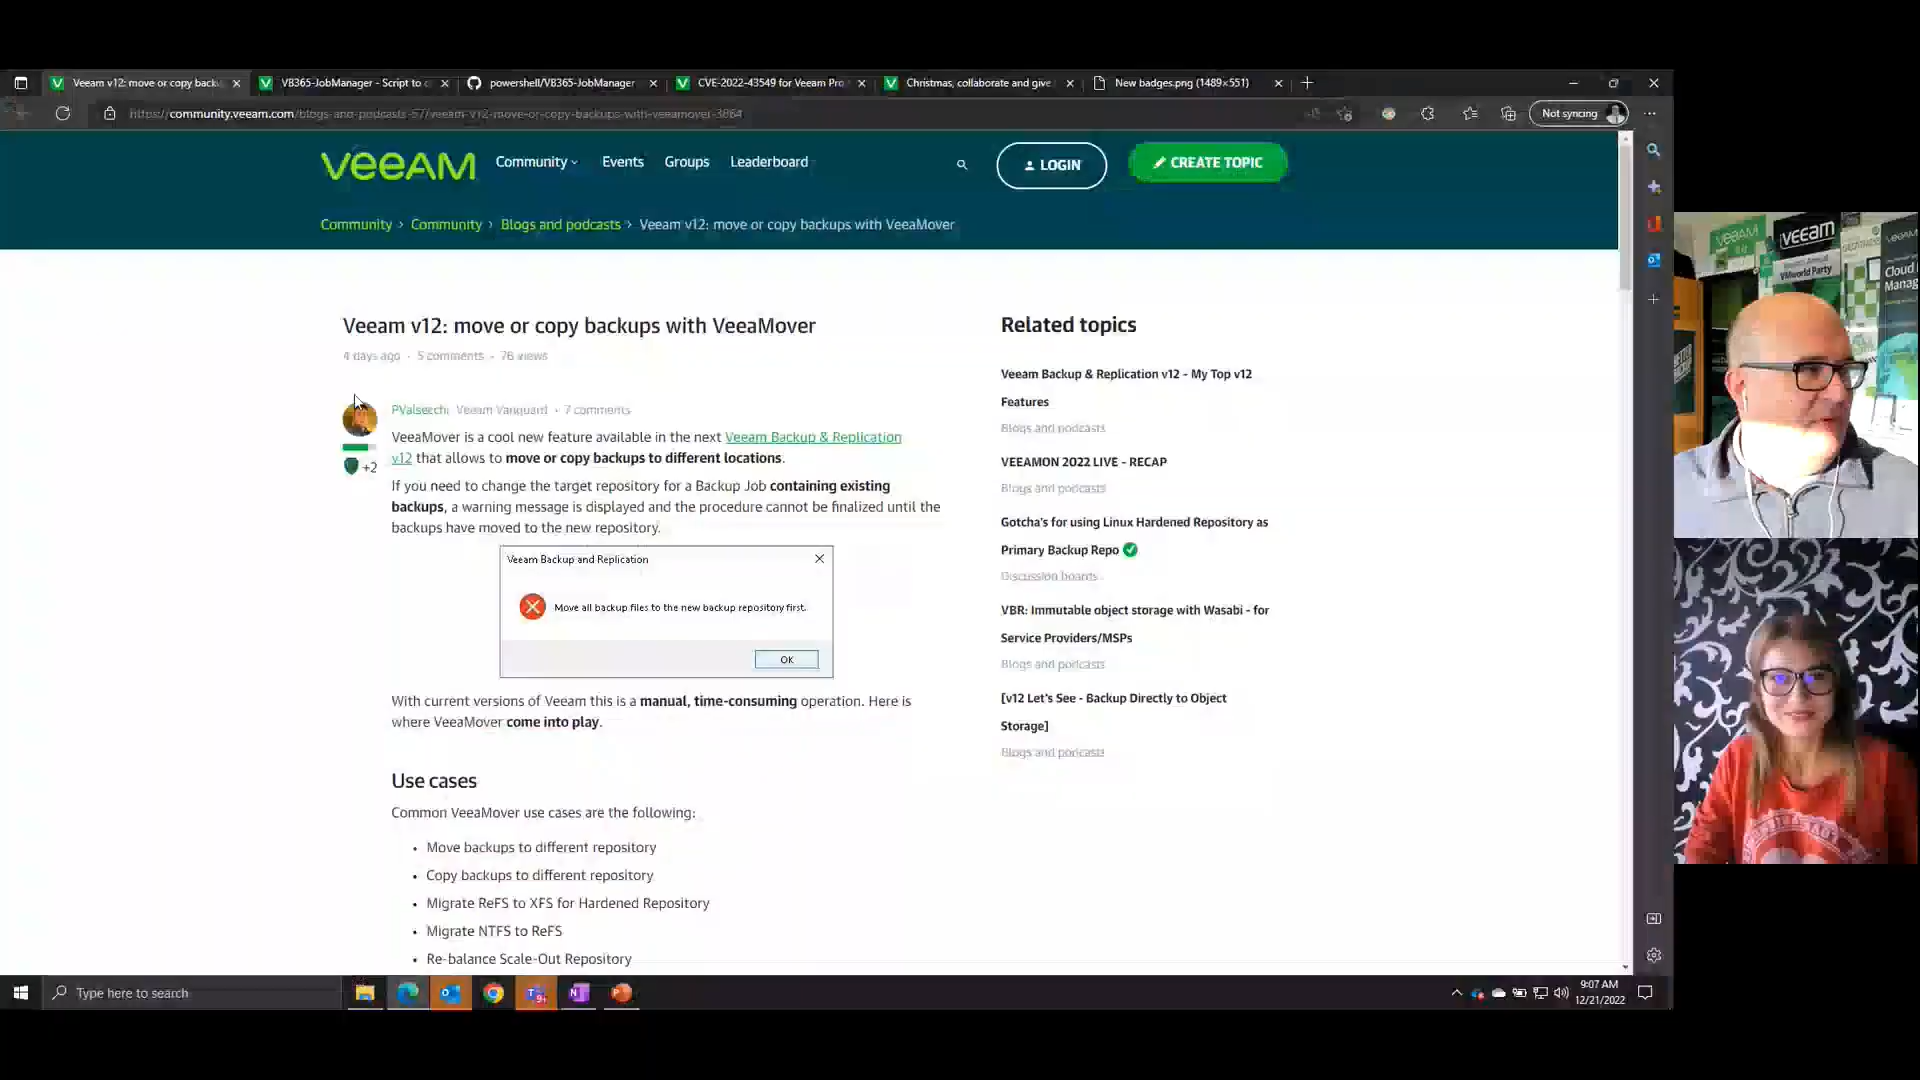 Veeam v12: move or copy backu
VB365-JobManager - Script to c
powershell/VB365-JobManager
CVE-2022-43549 for Veeam Pro
Christmas, collaborate and give
New badges.png (1489×551)
https://community.veeam.com/blogs-and-podcasts-57/veeam-v12-move-or-copy-backups-with-veeamover-3864
Not syncing
veeAM
Community
Events
Groups
Leaderboard
LOGIN
CREATE TOPIC
Community > Community > Blogs and podcasts > Veeam v12: move or copy backups with VeeaMover
Veeam v12: move or copy backups with VeeaMover
4 days ago · 5 comments · 76 views
PValsecchi Veeam Vanguard · 7 comments
+2
VeeaMover is a cool new feature available in the next Veeam Backup & Replication
v12 that allows to move or copy backups to different locations.
If you need to change the target repository for a Backup Job containing existing
backups, a warning message is displayed and the procedure cannot be finalized until the
backups have moved to the new repository.
Veeam Backup and Replication
Move all backup files to the new backup repository first.
OK
With current versions of Veeam this is a manual, time-consuming operation. Here is
where VeeaMover come into play.
Use cases
Common VeeaMover use cases are the following:
• Move backups to different repository
• Copy backups to different repository
• Migrate ReFS to XFS for Hardened Repository
• Migrate NTFS to ReFS
• Re-balance Scale-Out Repository
Related topics
Veeam Backup & Replication v12 - My Top v12
Features
Blogs and podcasts
VEEAMON 2022 LIVE - RECAP
Blogs and podcasts
Gotcha's for using Linux Hardened Repository as
Primary Backup Repo
Discussion boards
VBR: Immutable object storage with Wasabi - for
Service Providers/MSPs
Blogs and podcasts
[v12 Let's See - Backup Directly to Object
Storage]
Blogs and podcasts
veeam
VMworld Party
Cloud
Manag
Type here to search
9:07 AM
12/21/2022